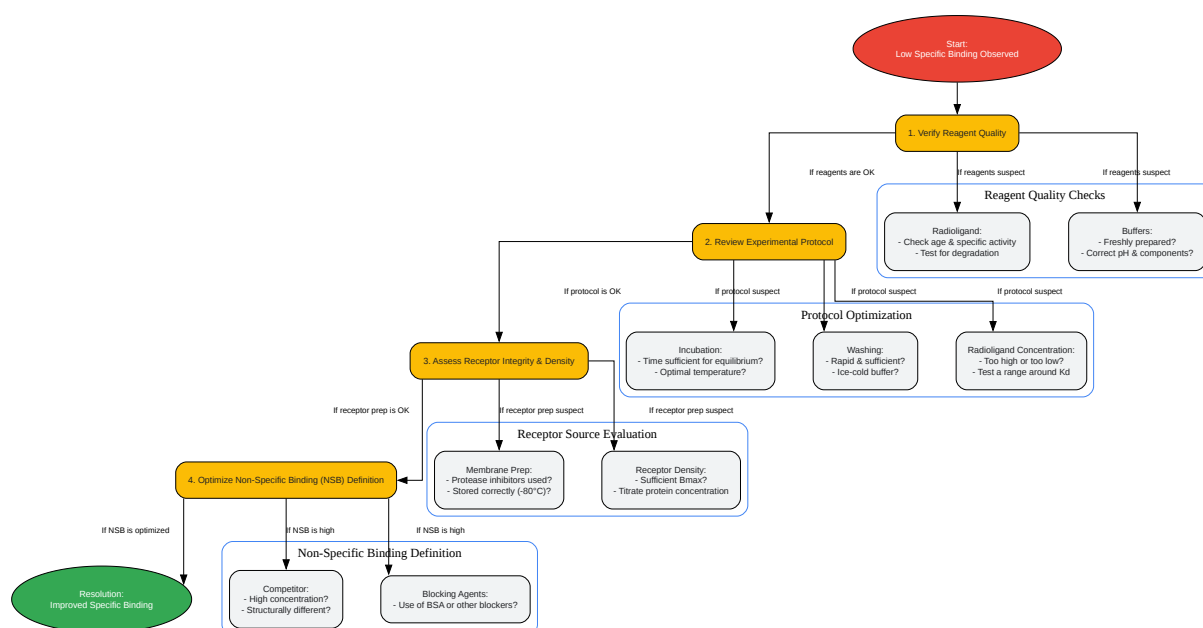 Start:
Low Specific Binding Observed
1. Verify Reagent Quality
If reagents are OK
If reagents suspect
If reagents suspect
Reagent Quality Checks
Radioligand:
- Check age & specific activity
- Test for degradation
Buffers:
- Freshly prepared?
- Correct pH & components?
2. Review Experimental Protocol
If protocol is OK
If protocol suspect
If protocol suspect
If protocol suspect
Protocol Optimization
Incubation:
- Time sufficient for equilibrium?
- Optimal temperature?
Washing:
- Rapid & sufficient?
- Ice-cold buffer?
Radioligand Concentration:
- Too high or too low?
- Test a range around Kd
3. Assess Receptor Integrity & Density
If receptor prep is OK
If receptor prep suspect
If receptor prep suspect
Receptor Source Evaluation
Membrane Prep:
- Protease inhibitors used?
- Stored correctly (-80°C)?
Receptor Density:
- Sufficient Bmax?
- Titrate protein concentration
4. Optimize Non-Specific Binding (NSB) Definition
If NSB is optimized
If NSB is high
If NSB is high
Non-Specific Binding Definition
Competitor:
- High concentration?
- Structurally different?
Blocking Agents:
- Use of BSA or other blockers?
Resolution:
Improved Specific Binding